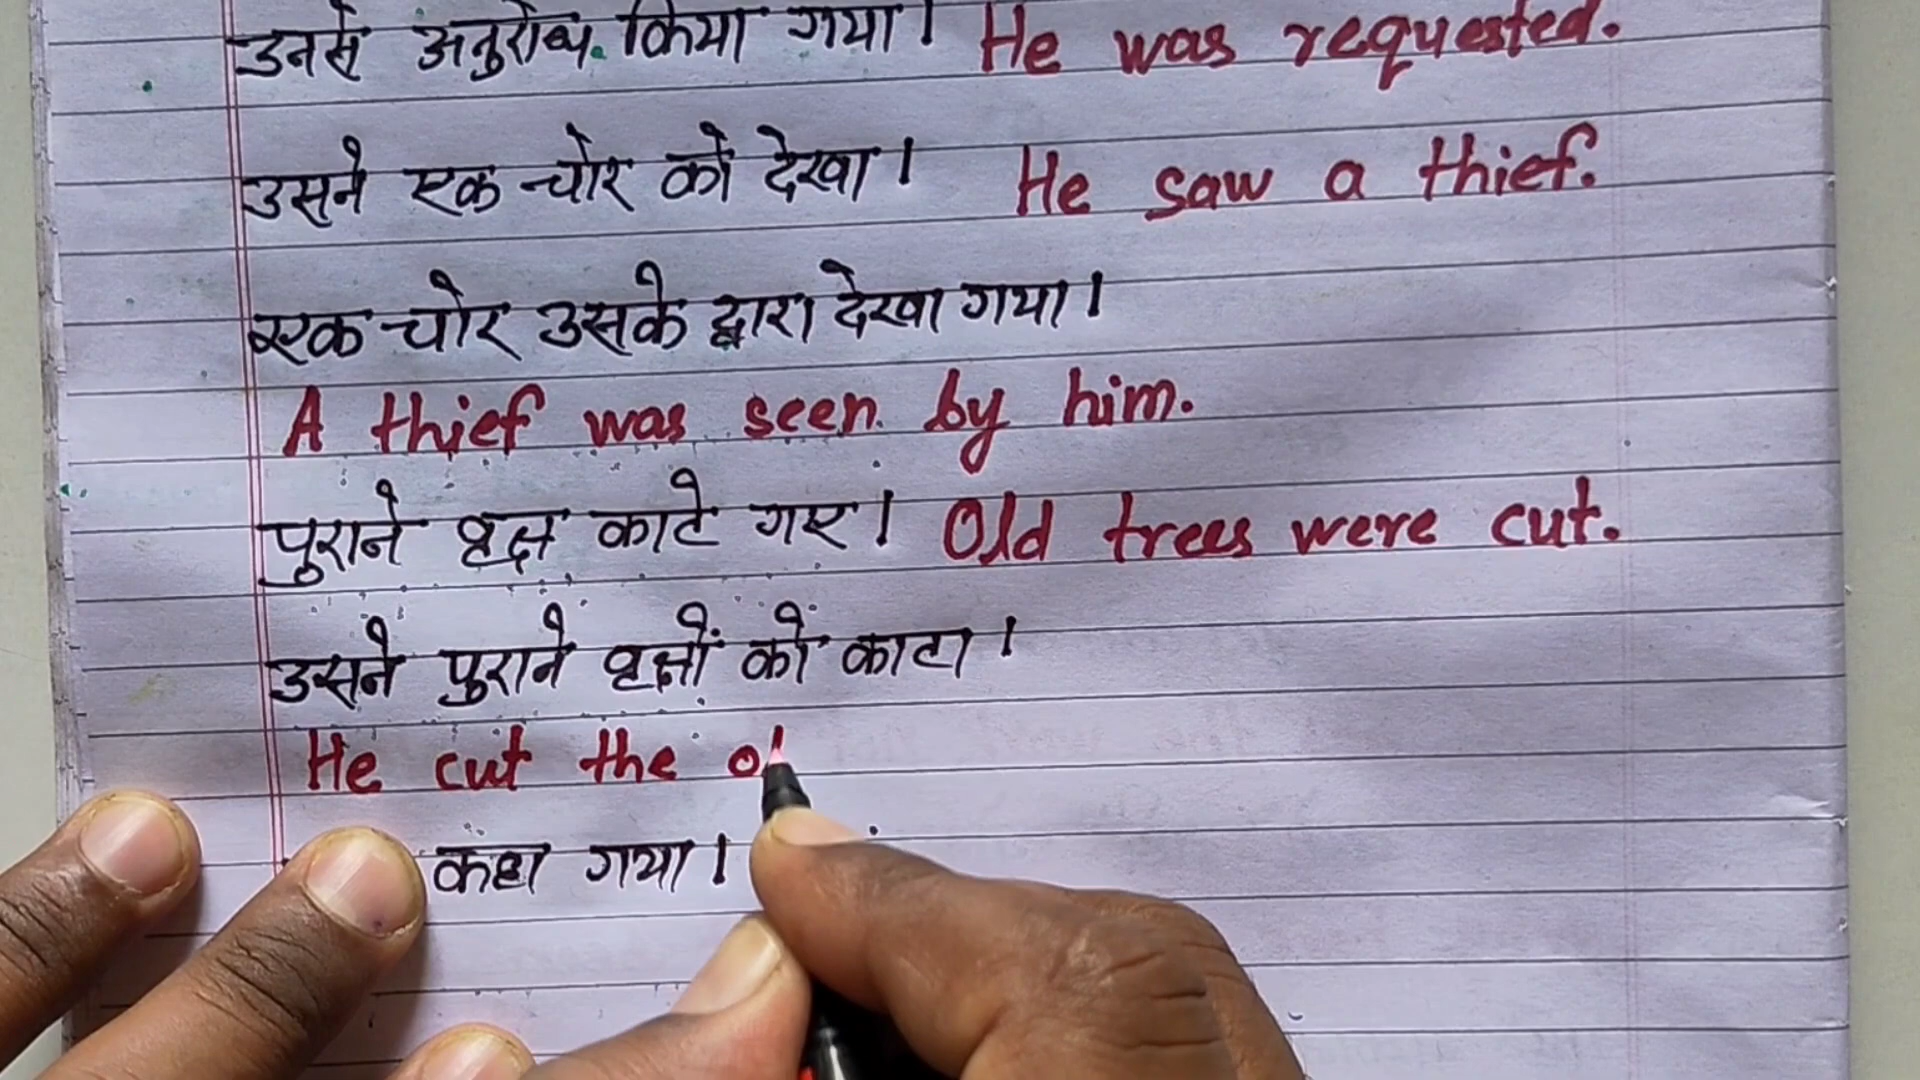 उनसे अनुरोध किया गया। He was requested.
उसने एक चोर को देखा। He saw a thief.
एक चोर उसके द्वारा देखा गया।
A thief was seen by him.
पुराने वृक्ष काटे गए। Old trees were cut.
उसने पुराने वृक्षों को काटा।
He cut the ol
कहा गया।